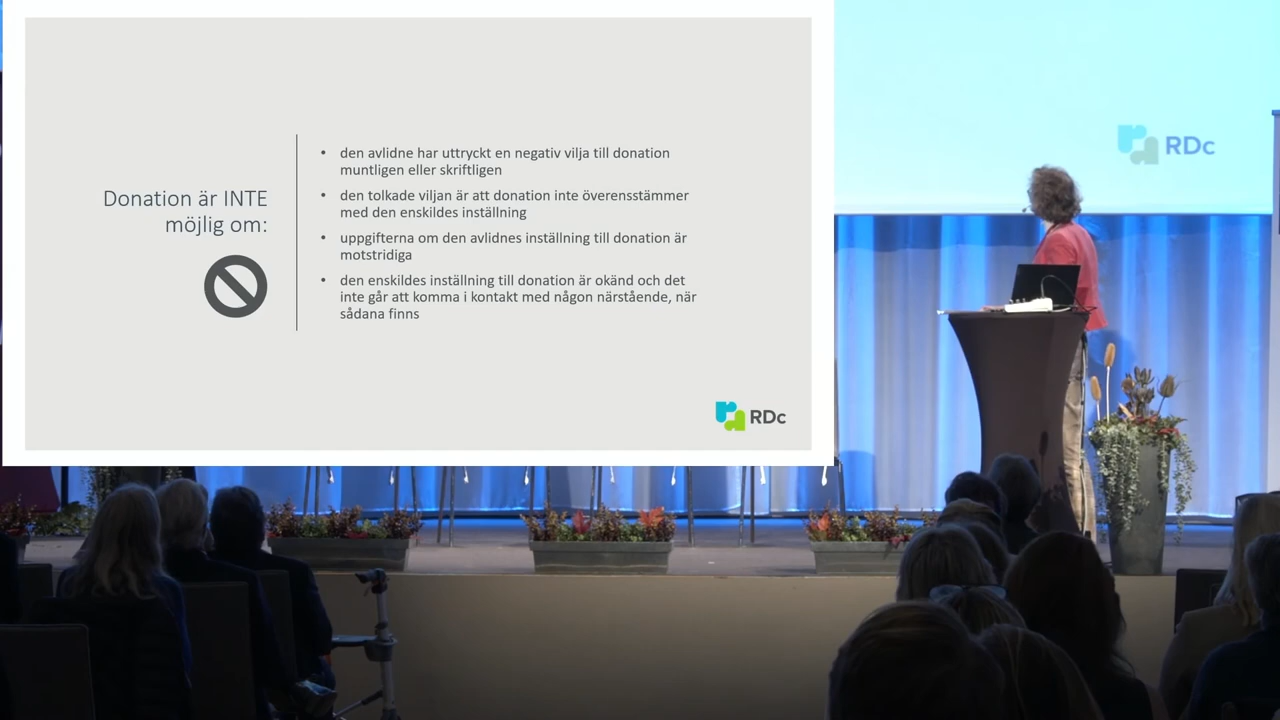 Donation är INTE
möjlig om:
• den avlidne har uttryckt en negativ vilja till donation
muntligen eller skriftligen
• den tolkade viljan är att donation inte överensstämmer
med den enskildes inställning
• uppgifterna om den avlidnes inställning till donation är
motstridiga
• den enskildes inställning till donation är okänd och det
inte går att komma i kontakt med någon närstående, när
sådana finns
RDc
RDc